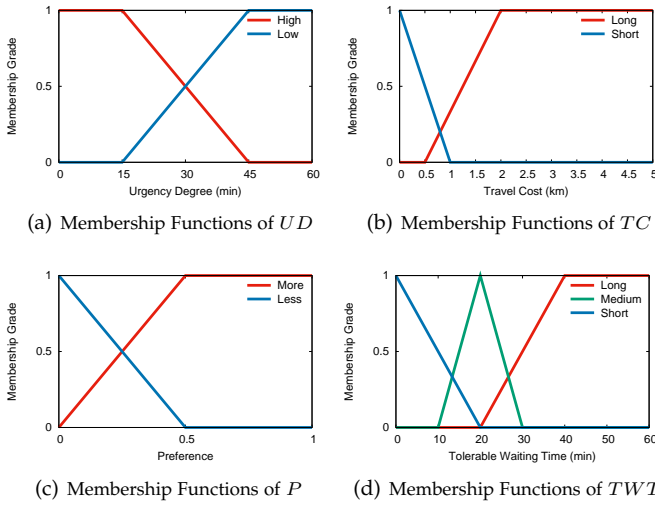 Membership Grade
1
0.5
0
High
Low
0 15 30 45 60
Urgency Degree (min)
(a) Membership Functions of UD
Membership Grade
1
0.5
0
Long
Short
0 0.5 1 1.5 2 2.5 3 3.5 4 4.5 5
Travel Cost (km)
(b) Membership Functions of TC
Membership Grade
1
0.5
0
More
Less
0 0.5 1
Preference
(c) Membership Functions of P
Membership Grade
1
0.5
0
Long
Medium
Short
0 10 20 30 40 50 60
Tolerable Waiting Time (min)
(d) Membership Functions of TWT